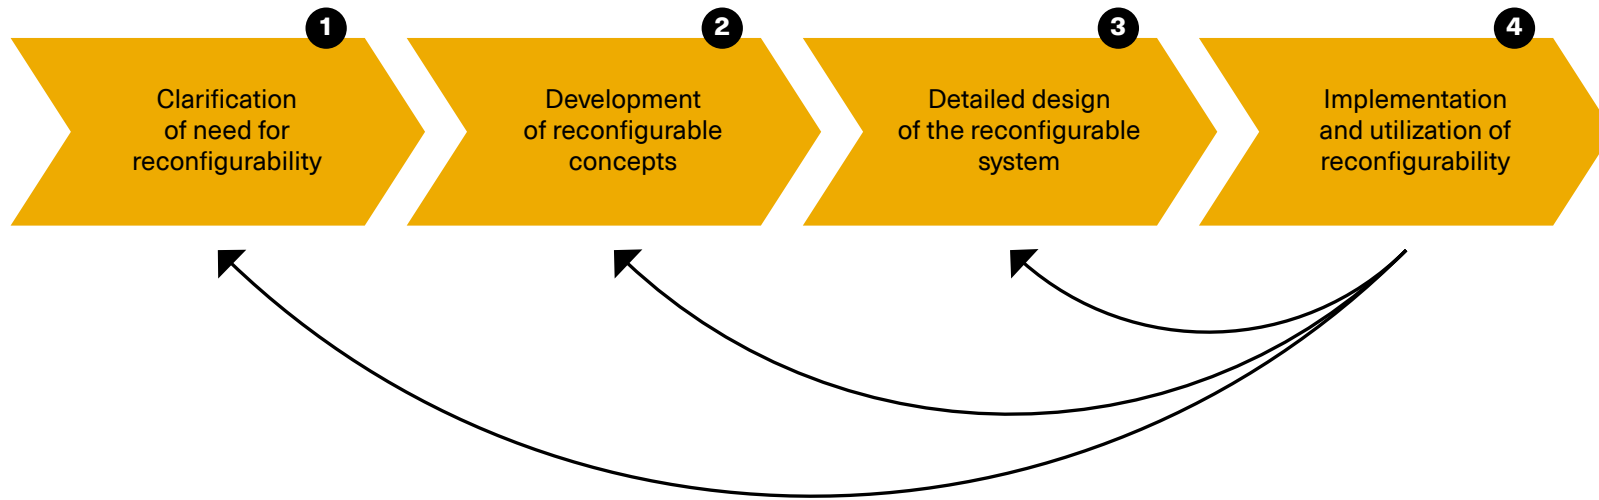 1
Clarification
of need for
reconfigurability
2
Development
of reconfigurable
concepts
3
Detailed design
of the reconfigurable
system
4
Implementation
and utilization of
reconfigurability